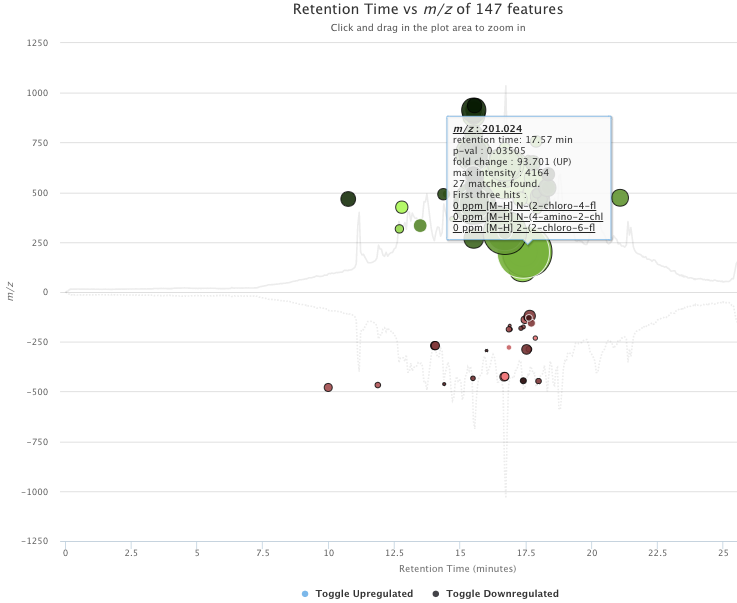 Retention Time vs m/z of 147 features
Click and drag in the plot area to zoom in
1250
1000
750
500
250
0
-250
-500
-750
-1000
-1250
m/z
m/z : 201.024
retention time: 17.57 min
p-val : 0.03505
fold change : 93.701 (UP)
max intensity : 4164
27 matches found.
First three hits :
0 ppm [M-H] N-(2-chloro-4-fl
0 ppm [M-H] N-(4-amino-2-chl
0 ppm [M-H] 2-(2-chloro-6-fl
0 2.5 5 7.5 10 12.5 15 17.5 20 22.5 25
Retention Time (minutes)
Toggle Upregulated Toggle Downregulated